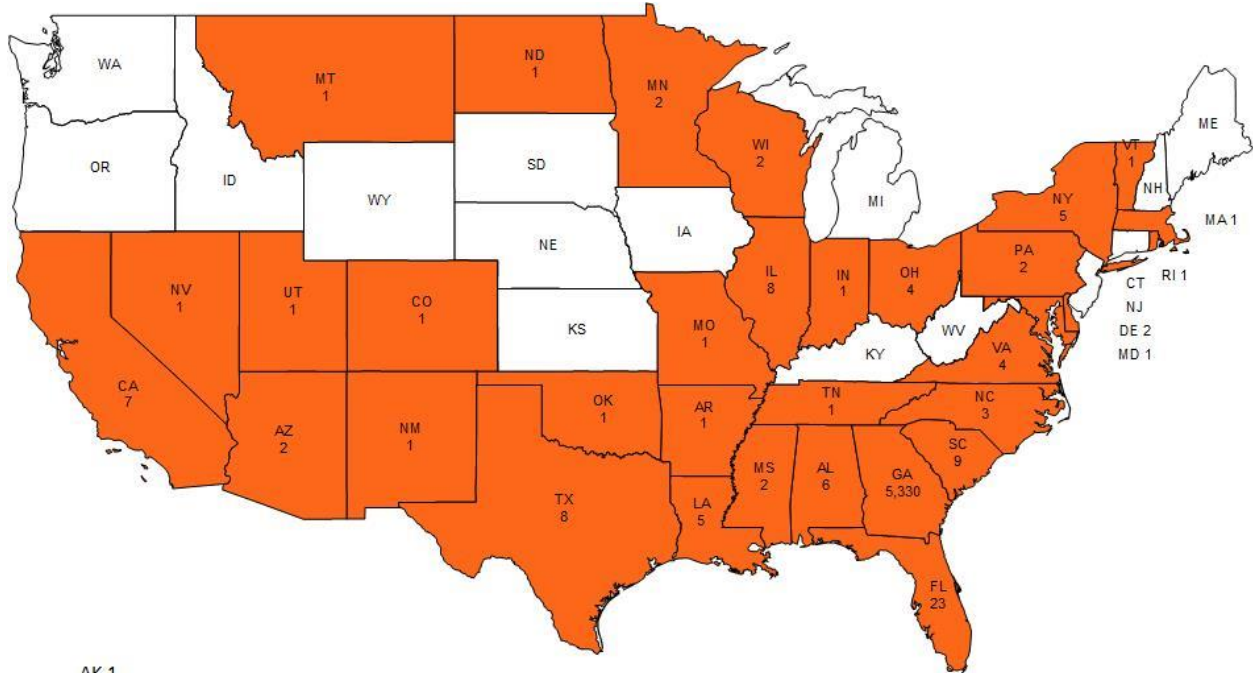 WA
MT
1
ND
1
MN
2
ME
VT
1
NH
OR
ID
SD
WI
2
WY
MI
NY
5
MA 1
IA
NE
PA
2
RI 1
CT
NJ
DE 2
MD 1
NV
1
UT
1
CO
1
IL
8
IN
1
OH
4
KS
MO
1
WV
KY
VA
4
CA
7
OK
1
AR
1
TN
1
NC
3
AZ
2
NM
1
SC
9
MS
2
AL
6
GA
5,330
TX
8
LA
5
FL
23
AK 1